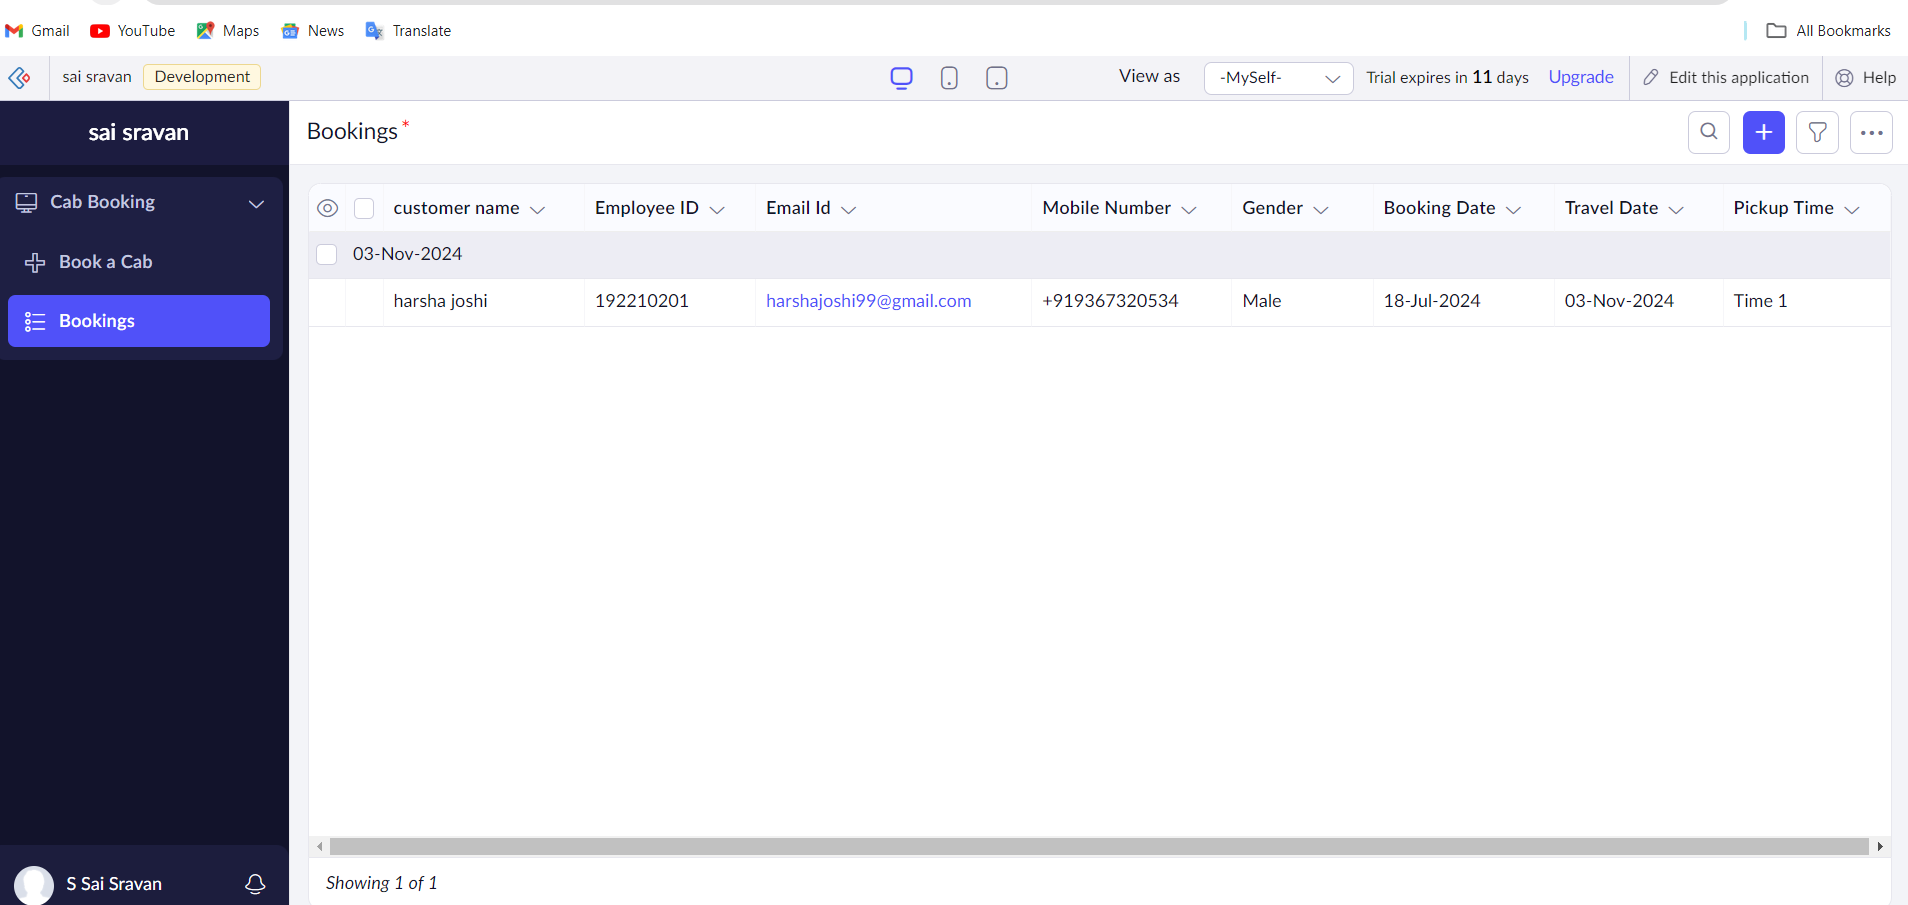 Gmail YouTube Maps News Translate All Bookmarks
sai sravan Development View as -MySelf- Trial expires in 11 days Upgrade Edit this application Help
sai sravan
Bookings*
Cab Booking
Book a Cab
Bookings
customer name Employee ID Email Id Mobile Number Gender Booking Date Travel Date Pickup Time
03-Nov-2024
harsha joshi 192210201 harshajoshi99@gmail.com +919367320534 Male 18-Jul-2024 03-Nov-2024 Time 1
Showing 1 of 1
S Sai Sravan